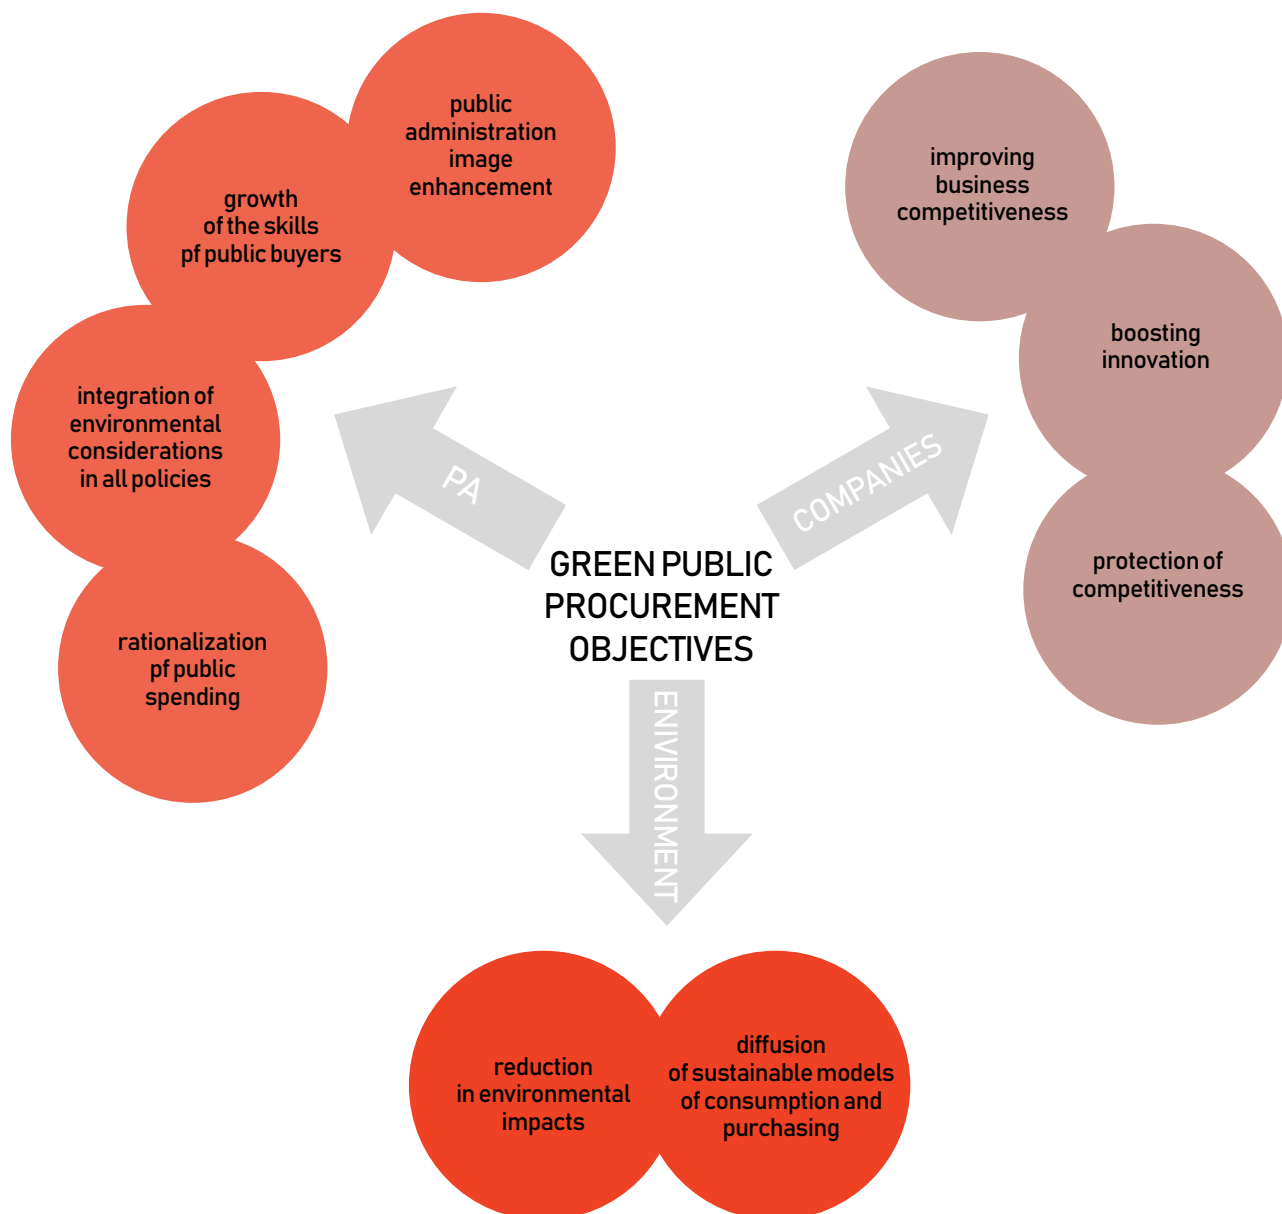 public
administration
image
enhancement
growth
of the skills
pf public buyers
integration of
environmental
considerations
in all policies
rationalization
pf public
spending
improving
business
competitiveness
boosting
innovation
protection of
competitiveness
PA
COMPANIES
GREEN PUBLIC
PROCUREMENT
OBJECTIVES
ENIVIRONMENT
reduction
in environmental
impacts
diffusion
of sustainable models
of consumption and
purchasing